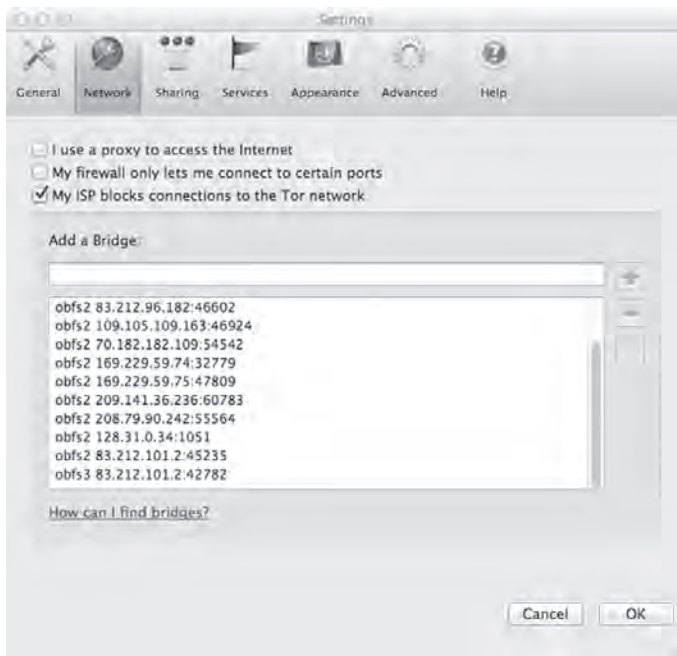 Settings
General Network Sharing Services Appearance Advanced Help
I use a proxy to access the Internet
My firewall only lets me connect to certain ports
My ISP blocks connections to the Tor network
Add a Bridge:
obfs2 83.212.96.182:46602
obfs2 109.105.109.163:46924
obfs2 70.182.182.109:54542
obfs2 169.229.59.74:32779
obfs2 169.229.59.75:47809
obfs2 209.141.36.236:60783
obfs2 208.79.90.242:55564
obfs2 128.31.0.34:1051
obfs2 83.212.101.2:45235
obfs3 83.212.101.2:42782
How can I find bridges?
Cancel OK